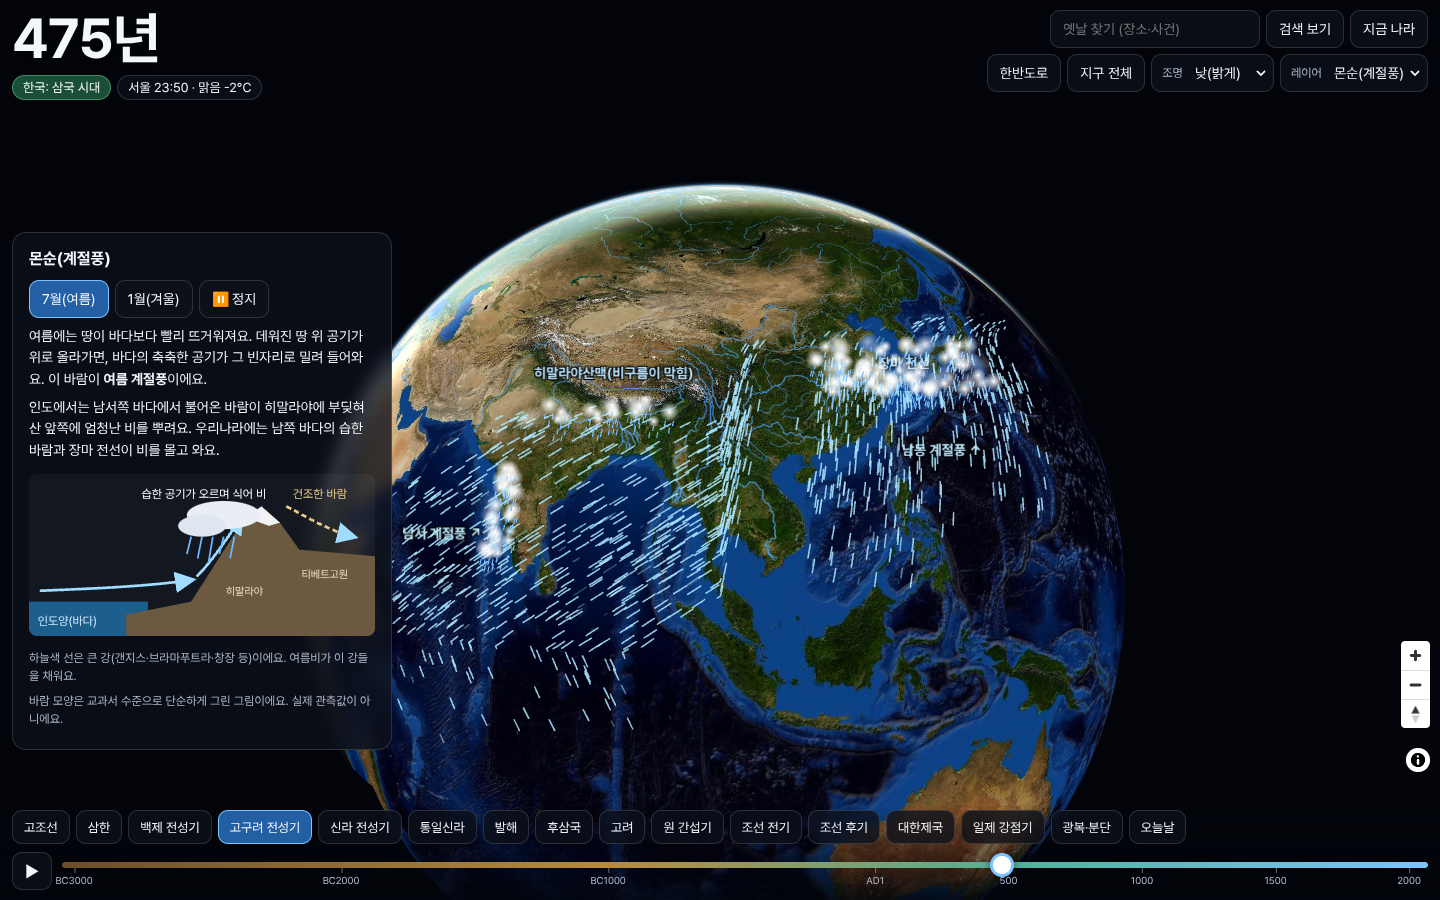 475년
한국: 삼국 시대
서울 23:50 · 맑음 -2°C
옛날 찾기 (장소·사건)
검색 보기
지금 나라
한반도로
지구 전체
조명 낮(밝게)
레이어 몬순(계절풍)
몬순(계절풍)
7월(여름)
1월(겨울)
⏸ 정지
여름에는 땅이 바다보다 빨리 뜨거워져요. 데워진 땅 위 공기가
위로 올라가면, 바다의 축축한 공기가 그 빈자리로 밀려 들어와
요. 이 바람이 여름 계절풍이에요.
인도에서는 남서쪽 바다에서 불어온 바람이 히말라야에 부딪혀
산 앞쪽에 엄청난 비를 뿌려요. 우리나라에는 남쪽 바다의 습한
바람과 장마 전선이 비를 몰고 와요.
습한 공기가 오르며 식어 비
건조한 바람
티베트고원
히말라야
인도양(바다)
하늘색 선은 큰 강(갠지스·브라마푸트라·창장 등)이에요. 여름비가 이 강들
을 채워요.
바람 모양은 교과서 수준으로 단순하게 그린 그림이에요. 실제 관측값이 아
니에요.
히말라야산맥(비구름이 막힘)
장마 전선
남동 계절풍 ↑
남서 계절풍 ↗
고조선
삼한
백제 전성기
고구려 전성기
신라 전성기
통일신라
발해
후삼국
고려
원 간섭기
조선 전기
조선 후기
대한제국
일제 강점기
광복·분단
오늘날
BC3000
BC2000
BC1000
AD1
500
1000
1500
2000